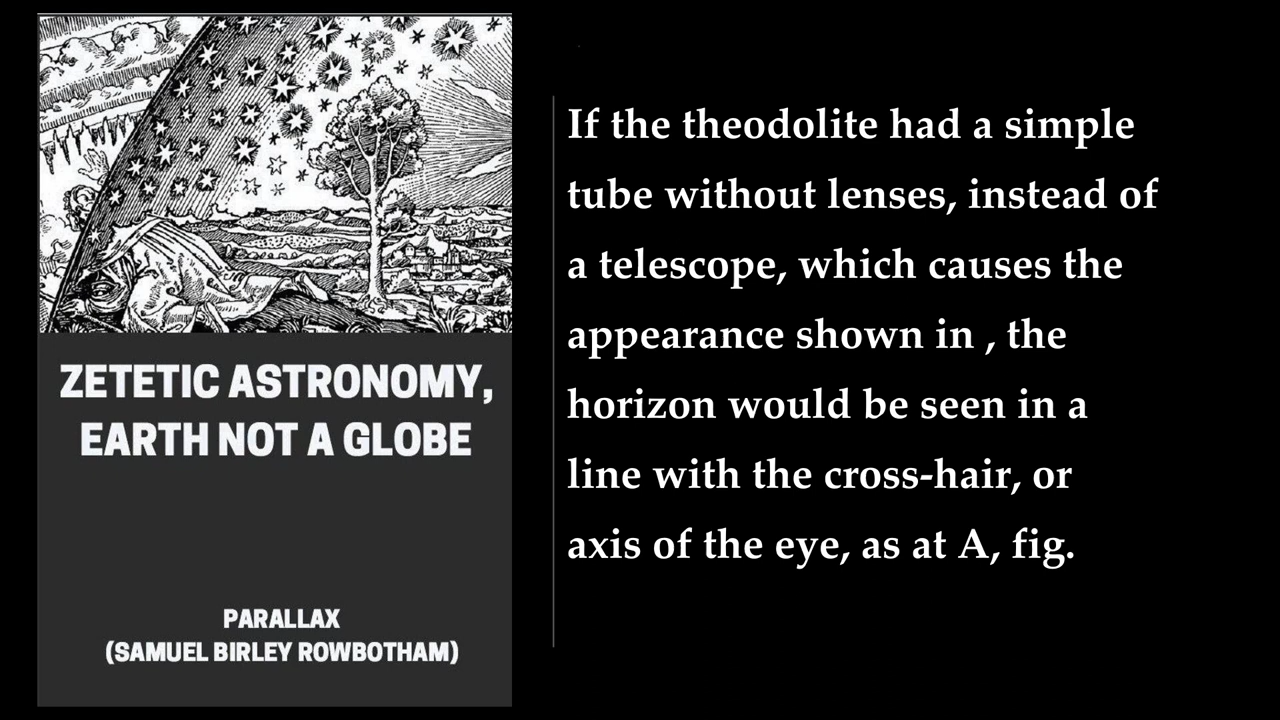 ZETETIC ASTRONOMY,
EARTH NOT A GLOBE
PARALLAX
(SAMUEL BIRLEY ROWBOTHAM)
If the theodolite had a simple
tube without lenses, instead of
a telescope, which causes the
appearance shown in , the
horizon would be seen in a
line with the cross-hair, or
axis of the eye, as at A, fig.